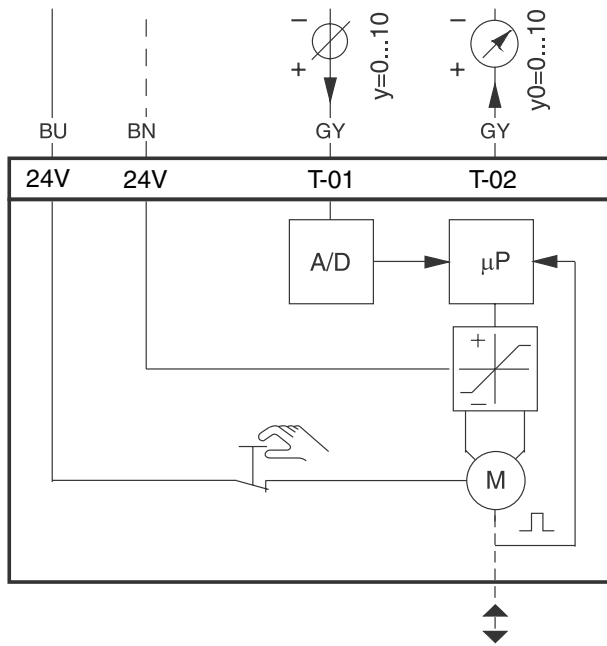 −
+
y=0...10
−
+
y0=0...10
BU
BN
GY
GY
24V
24V
T-01
T-02
A/D
μP
+
−
M